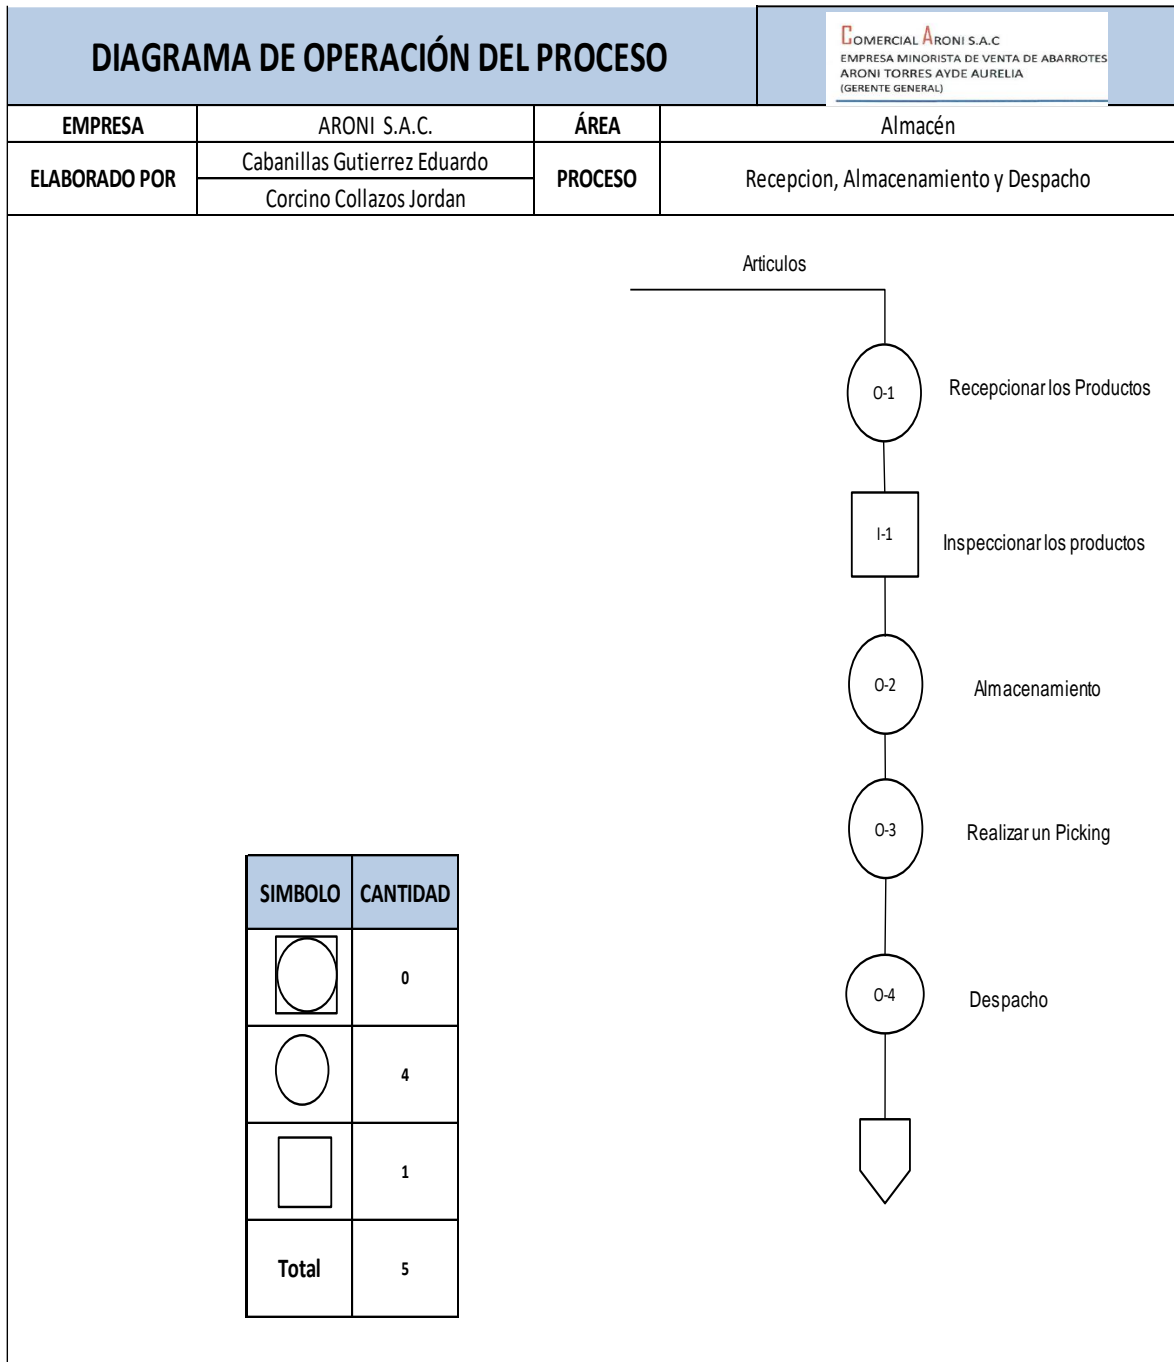 DIAGRAMA DE OPERACIÓN DEL PROCESO
COMERCIAL ARONI S.A.C
EMPRESA MINORISTA DE VENTA DE ABARROTES
ARONI TORRES AYDE AURELIA
(GERENTE GENERAL)
EMPRESA
ARONI S.A.C.
ÁREA
Almacén
ELABORADO POR
Cabanillas Gutierrez Eduardo
Corcino Collazos Jordan
PROCESO
Recepcion, Almacenamiento y Despacho
Articulos
O-1
Recepcionar los Productos
I-1
Inspeccionar los productos
O-2
Almacenamiento
O-3
Realizar un Picking
O-4
Despacho
SIMBOLO
CANTIDAD
0
4
1
Total
5